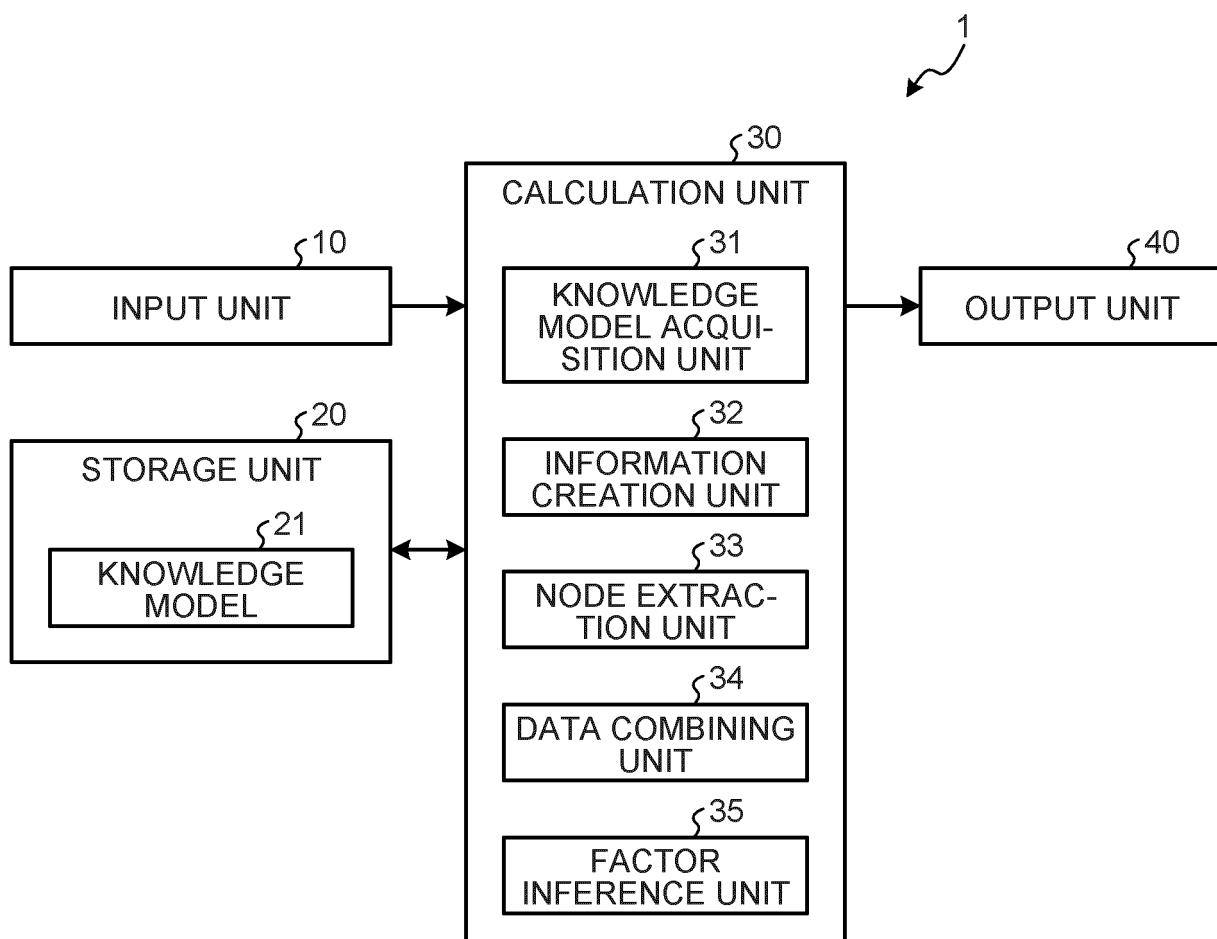 1
30
CALCULATION UNIT
10
INPUT UNIT
31
KNOWLEDGE
MODEL ACQUI-
SITION UNIT
40
OUTPUT UNIT
20
STORAGE UNIT
21
KNOWLEDGE
MODEL
32
INFORMATION
CREATION UNIT
33
NODE EXTRAC-
TION UNIT
34
DATA COMBINING
UNIT
35
FACTOR
INFERENCE UNIT